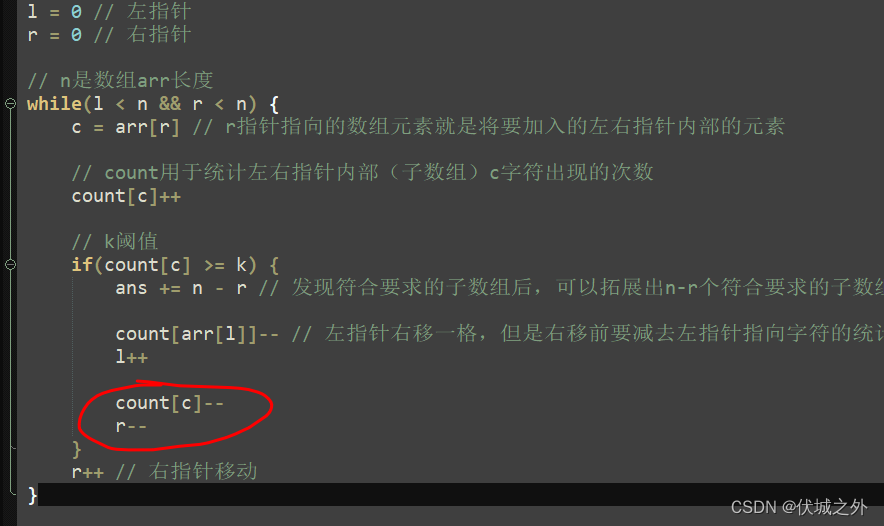 l = 0 // 左指针
r = 0 // 右指针
// n是数组arr长度
while(l < n && r < n) {
c = arr[r] // r指针指向的数组元素就是将要加入的左右指针内部的元素
// count用于统计左右指针内部（子数组）c字符出现的次数
count[c]++
// k阈值
if(count[c] >= k) {
ans += n - r // 发现符合要求的子数组后，可以拓展出n-r个符合要求的子数组
count[arr[l]]-- // 左指针右移一格，但是右移前要减去左指针指向字符的统计
l++
count[c]--
r--
}
r++ // 右指针移动
}
CSDN @伏城之外